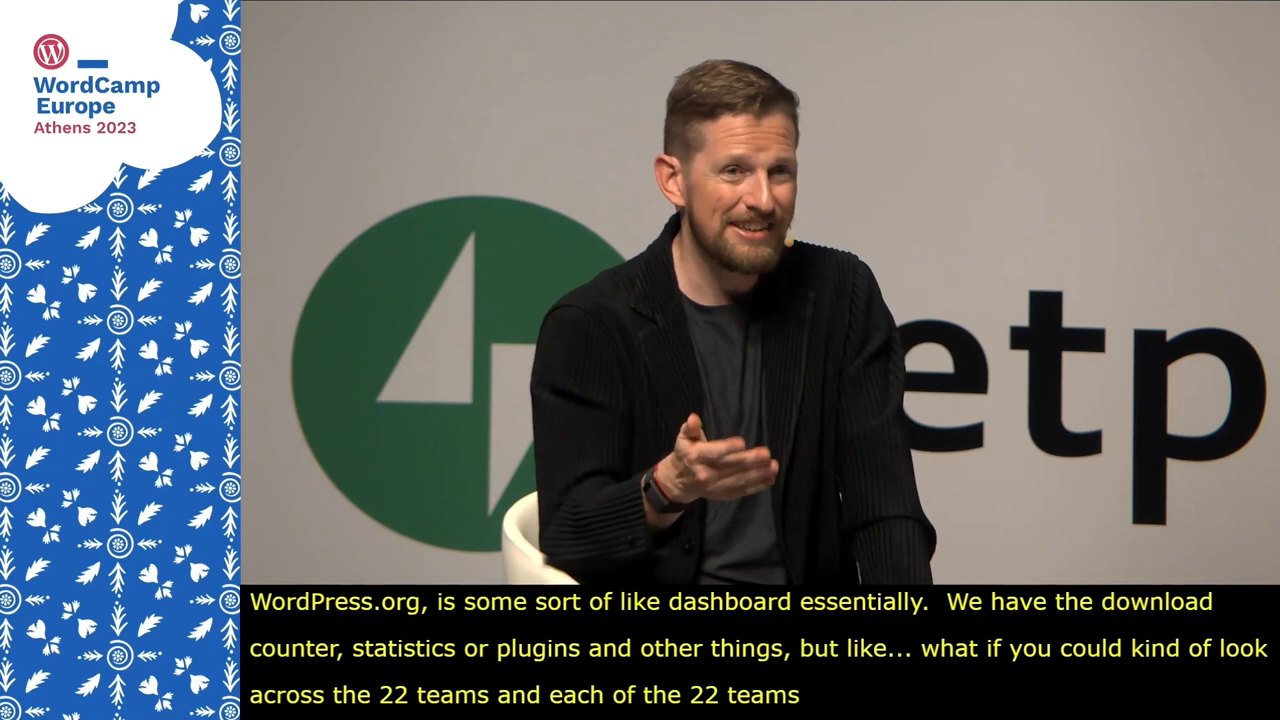 WordCamp
Europe
Athens 2023
etp
WordPress.org, is some sort of like dashboard essentially.  We have the download
counter, statistics or plugins and other things, but like... what if you could kind of look
across the 22 teams and each of the 22 teams